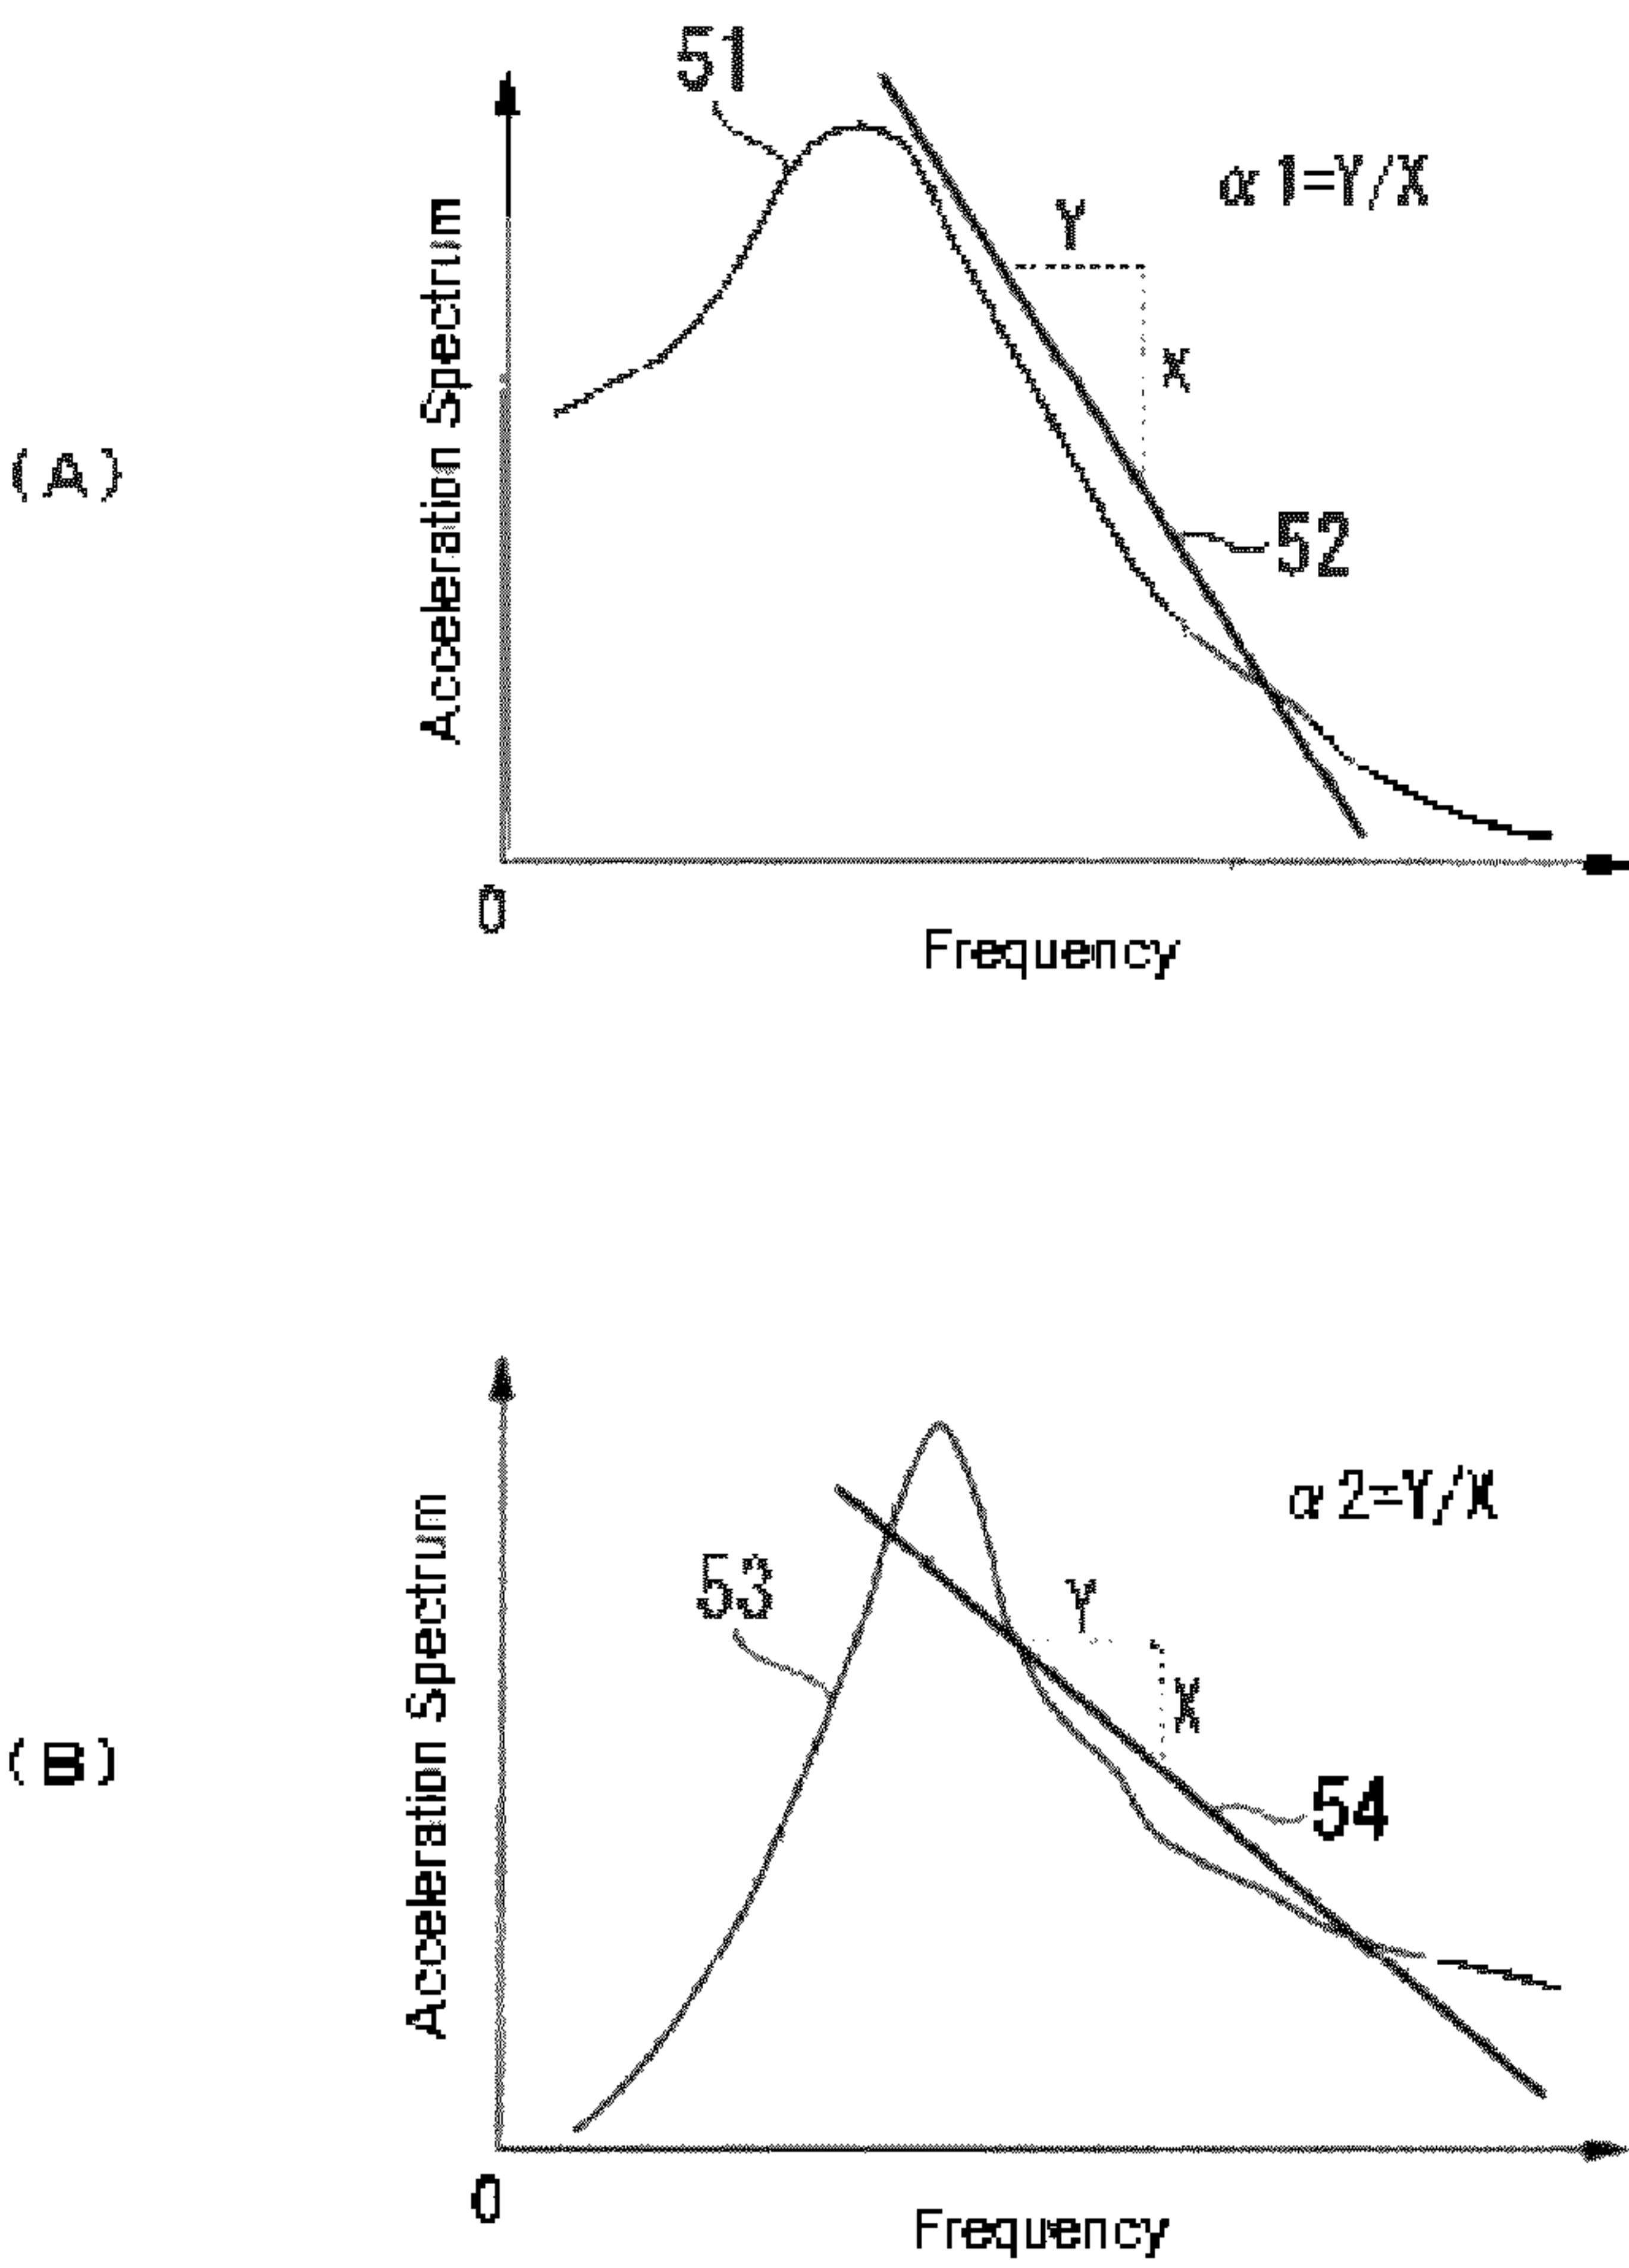 51
α1=Y/X
Y
X
Acceleration Spectrum
(A)
52
0
Frequency
α2=Y/X
53
Y
X
Acceleration Spectrum
(B)
54
0
Frequency